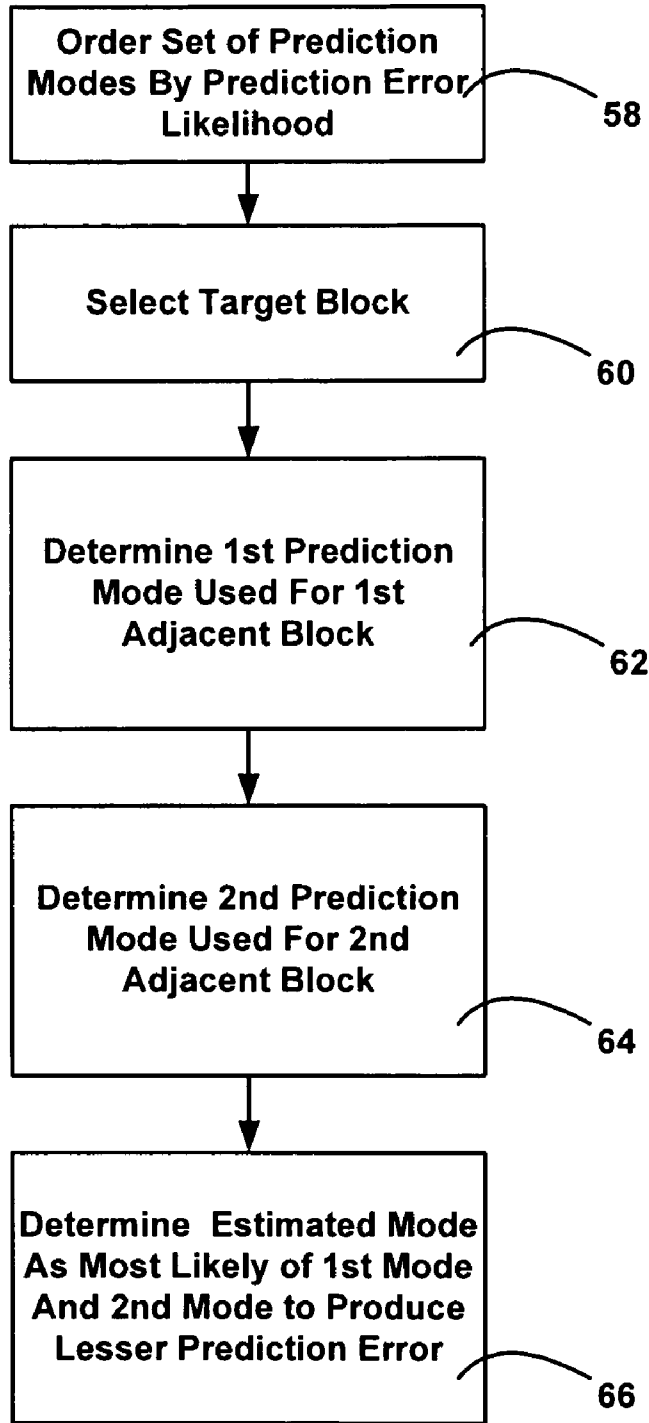 Order Set of Prediction
Modes By Prediction Error
Likelihood
58
Select Target Block
60
Determine 1st Prediction
Mode Used For 1st
Adjacent Block
62
Determine 2nd Prediction
Mode Used For 2nd
Adjacent Block
64
Determine Estimated Mode
As Most Likely of 1st Mode
And 2nd Mode to Produce
Lesser Prediction Error
66